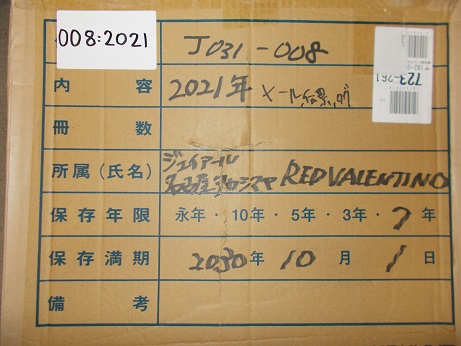 008:2021
J031-008
内容 2021年 メール伝票、ログ
冊数
所属(氏名) ジェイアール
名古屋タカシマヤ REDVALENTINO
保存年限 永年・10年・5年・3年・7年
保存満期 2030年10月1日
備考
723-261